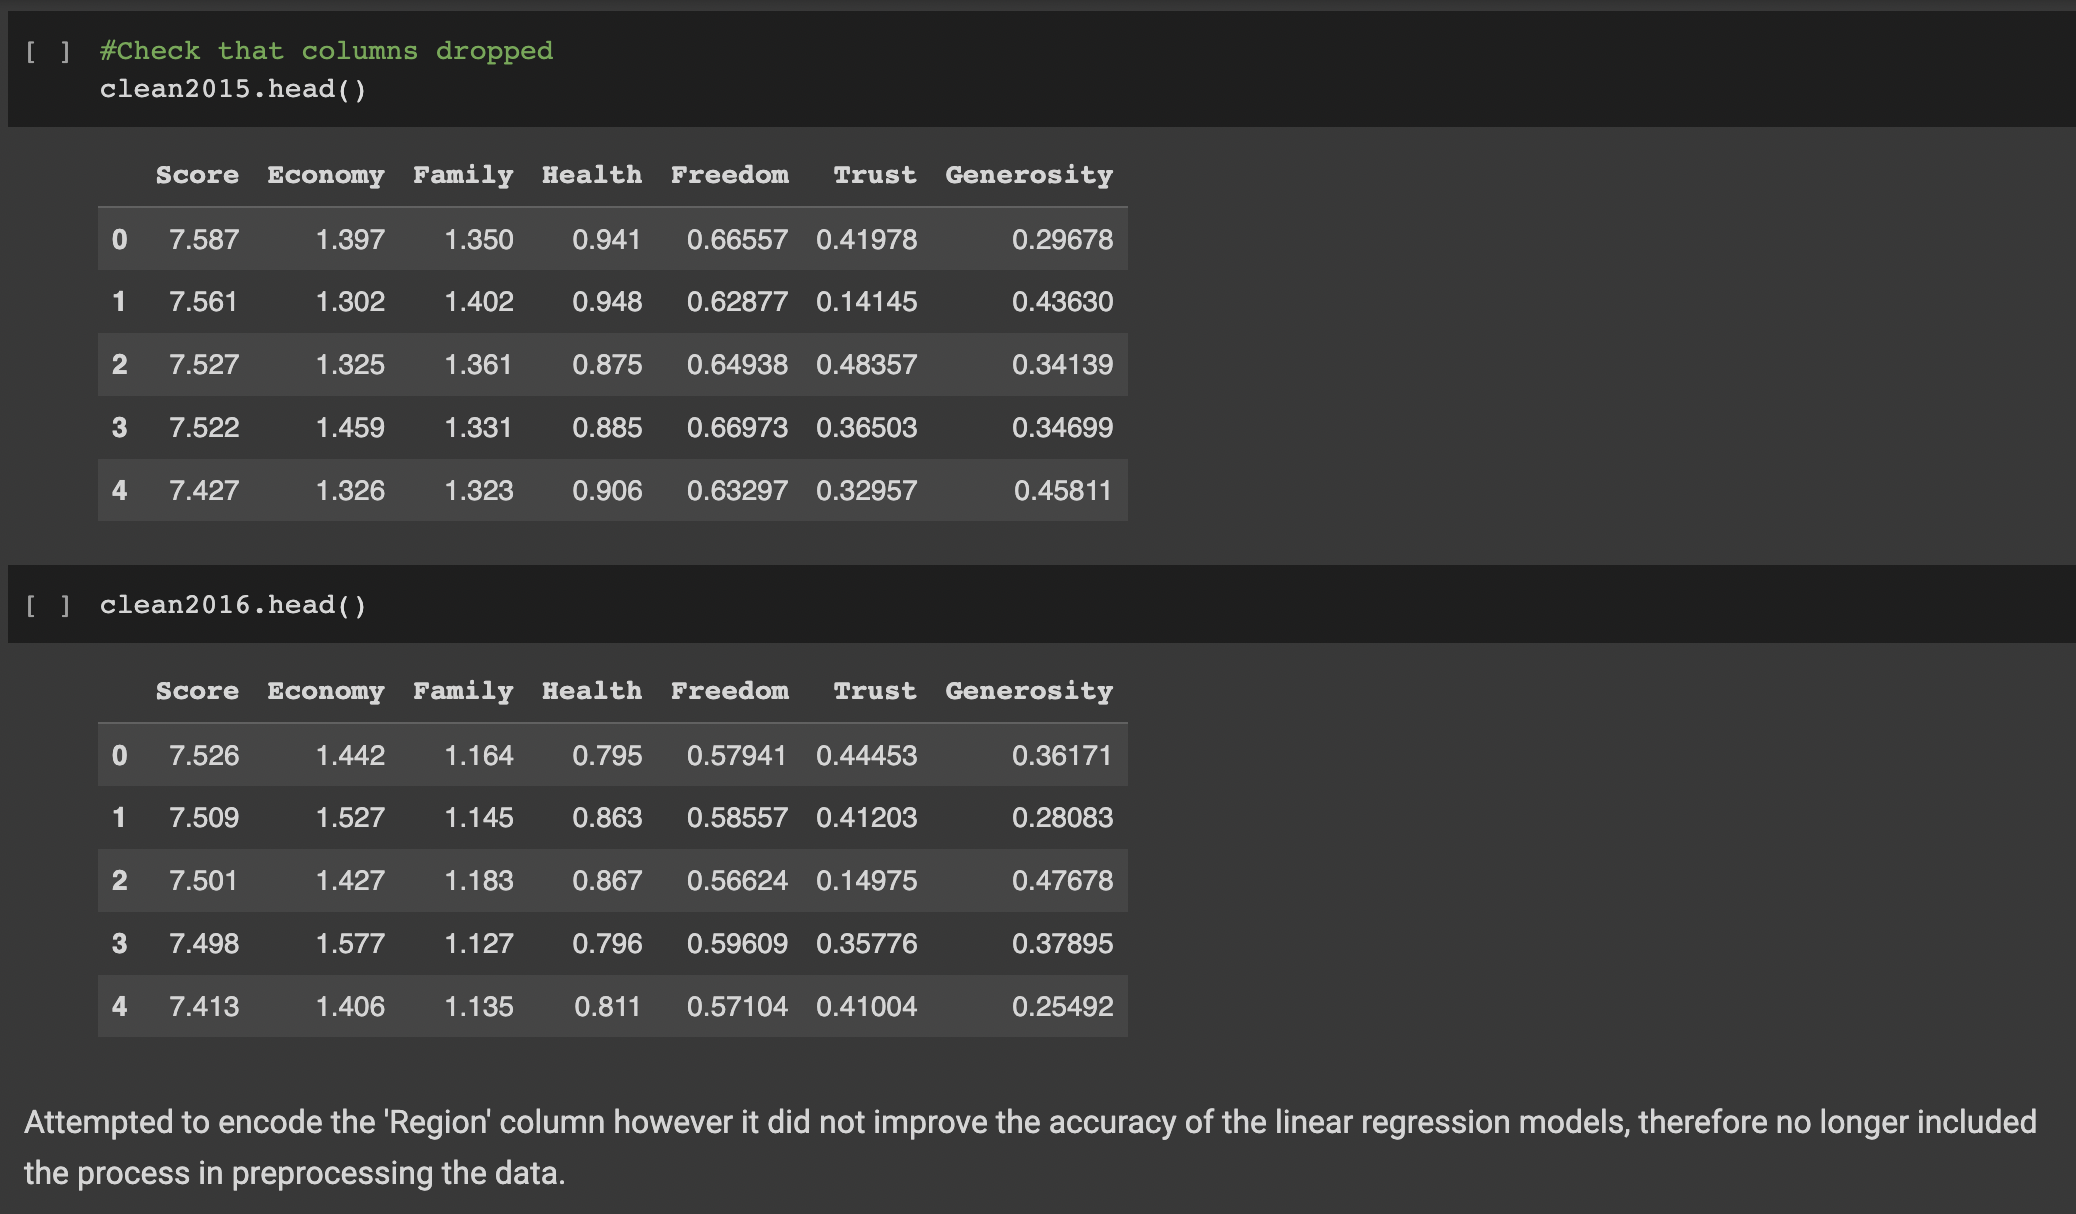 [ ] #Check that columns dropped
clean2015.head()
Score Economy Family Health Freedom Trust Generosity
0 7.587 1.397 1.350 0.941 0.66557 0.41978 0.29678
1 7.561 1.302 1.402 0.948 0.62877 0.14145 0.43630
2 7.527 1.325 1.361 0.875 0.64938 0.48357 0.34139
3 7.522 1.459 1.331 0.885 0.66973 0.36503 0.34699
4 7.427 1.326 1.323 0.906 0.63297 0.32957 0.45811
[ ] clean2016.head()
Score Economy Family Health Freedom Trust Generosity
0 7.526 1.442 1.164 0.795 0.57941 0.44453 0.36171
1 7.509 1.527 1.145 0.863 0.58557 0.41203 0.28083
2 7.501 1.427 1.183 0.867 0.56624 0.14975 0.47678
3 7.498 1.577 1.127 0.796 0.59609 0.35776 0.37895
4 7.413 1.406 1.135 0.811 0.57104 0.41004 0.25492
Attempted to encode the 'Region' column however it did not improve the accuracy of the linear regression models, therefore no longer included
the process in preprocessing the data.